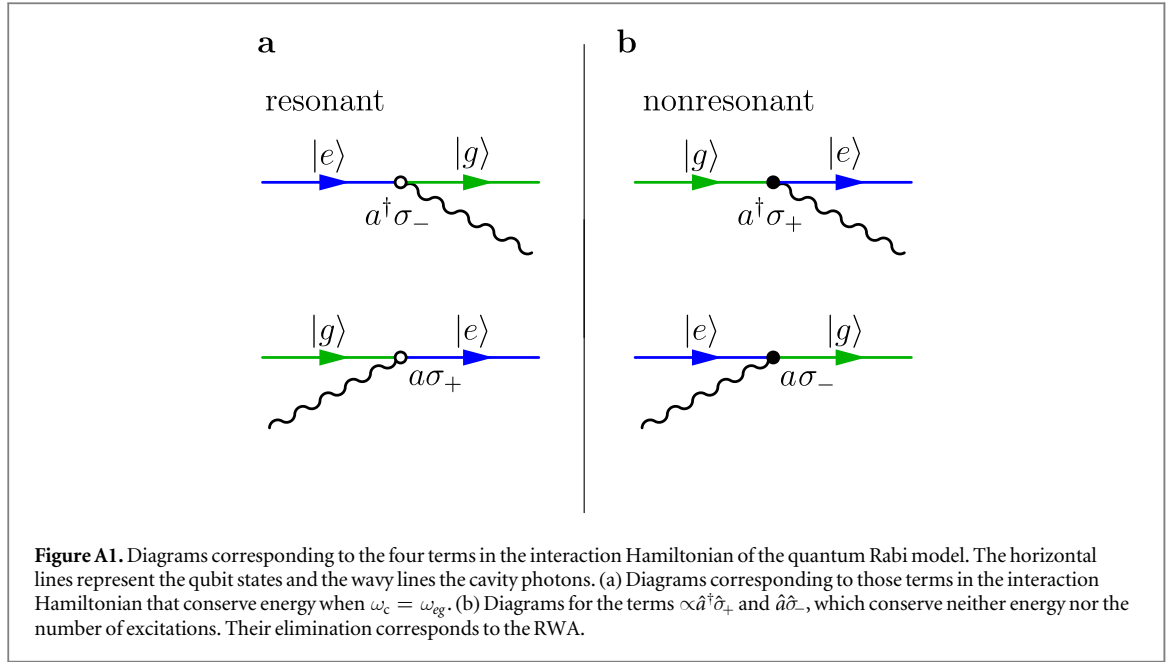 a
resonant
|e⟩
|g⟩
a†σ₋
|g⟩
|e⟩
aσ₊
b
nonresonant
|g⟩
|e⟩
a†σ₊
|e⟩
|g⟩
aσ₋
Figure A1. Diagrams corresponding to the four terms in the interaction Hamiltonian of the quantum Rabi model. The horizontal
lines represent the qubit states and the wavy lines the cavity photons. (a) Diagrams corresponding to those terms in the interaction
Hamiltonian that conserve energy when ω_c = ω_eg. (b) Diagrams for the terms ∝â†σ̂₊ and âσ̂₋, which conserve neither energy nor the
number of excitations. Their elimination corresponds to the RWA.